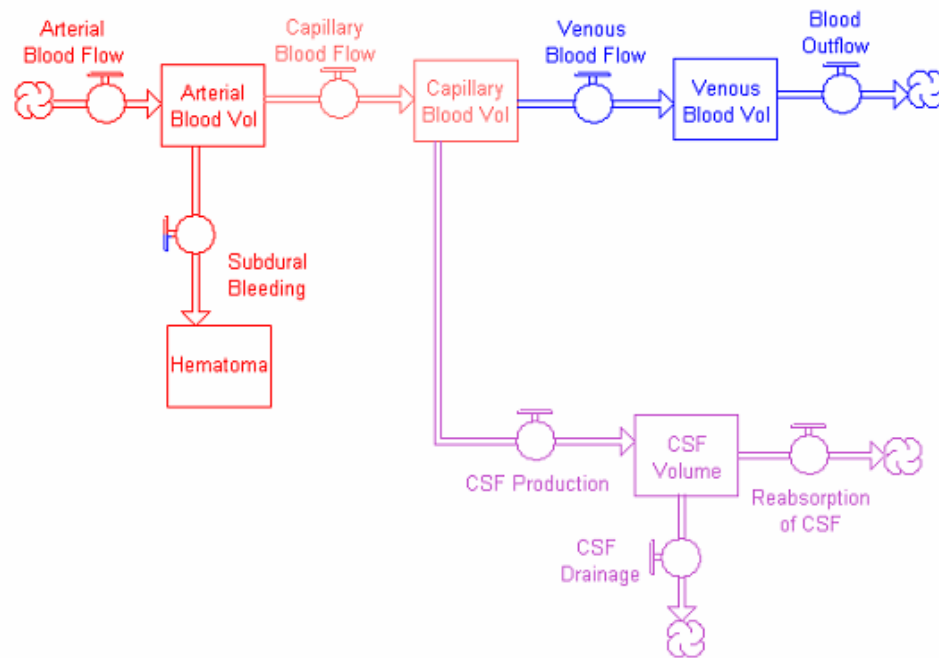 Arterial
Blood Flow
Capillary
Blood Flow
Venous
Blood Flow
Blood
Outflow
Arterial
Blood Vol
Capillary
Blood Vol
Venous
Blood Vol
Subdural
Bleeding
Hematoma
CSF Production
CSF
Volume
Reabsorption
of CSF
CSF
Drainage